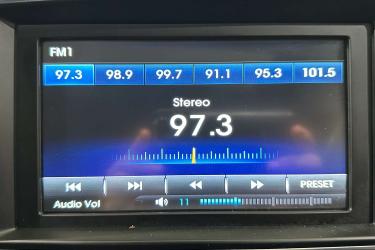 FM1
97.3 98.9 99.7 91.1 95.3 101.5
Stereo
97.3
PRESET
Audio Vol 11